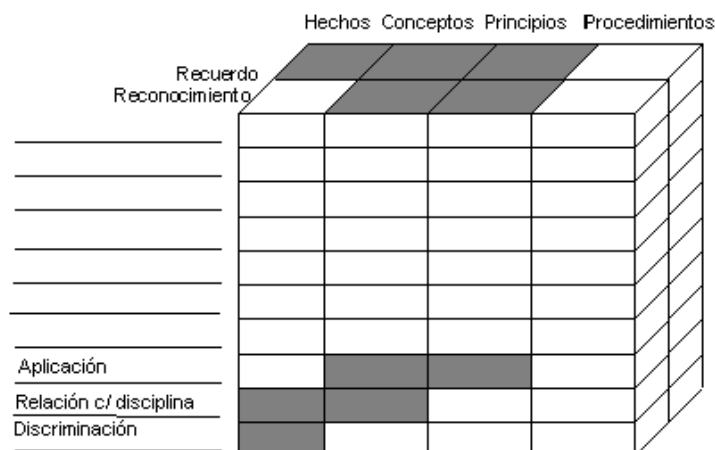 Hechos Conceptos Principios Procedimientos
Recuerdo
Reconocimiento
Aplicación
Relación c/ disciplina
Discriminación